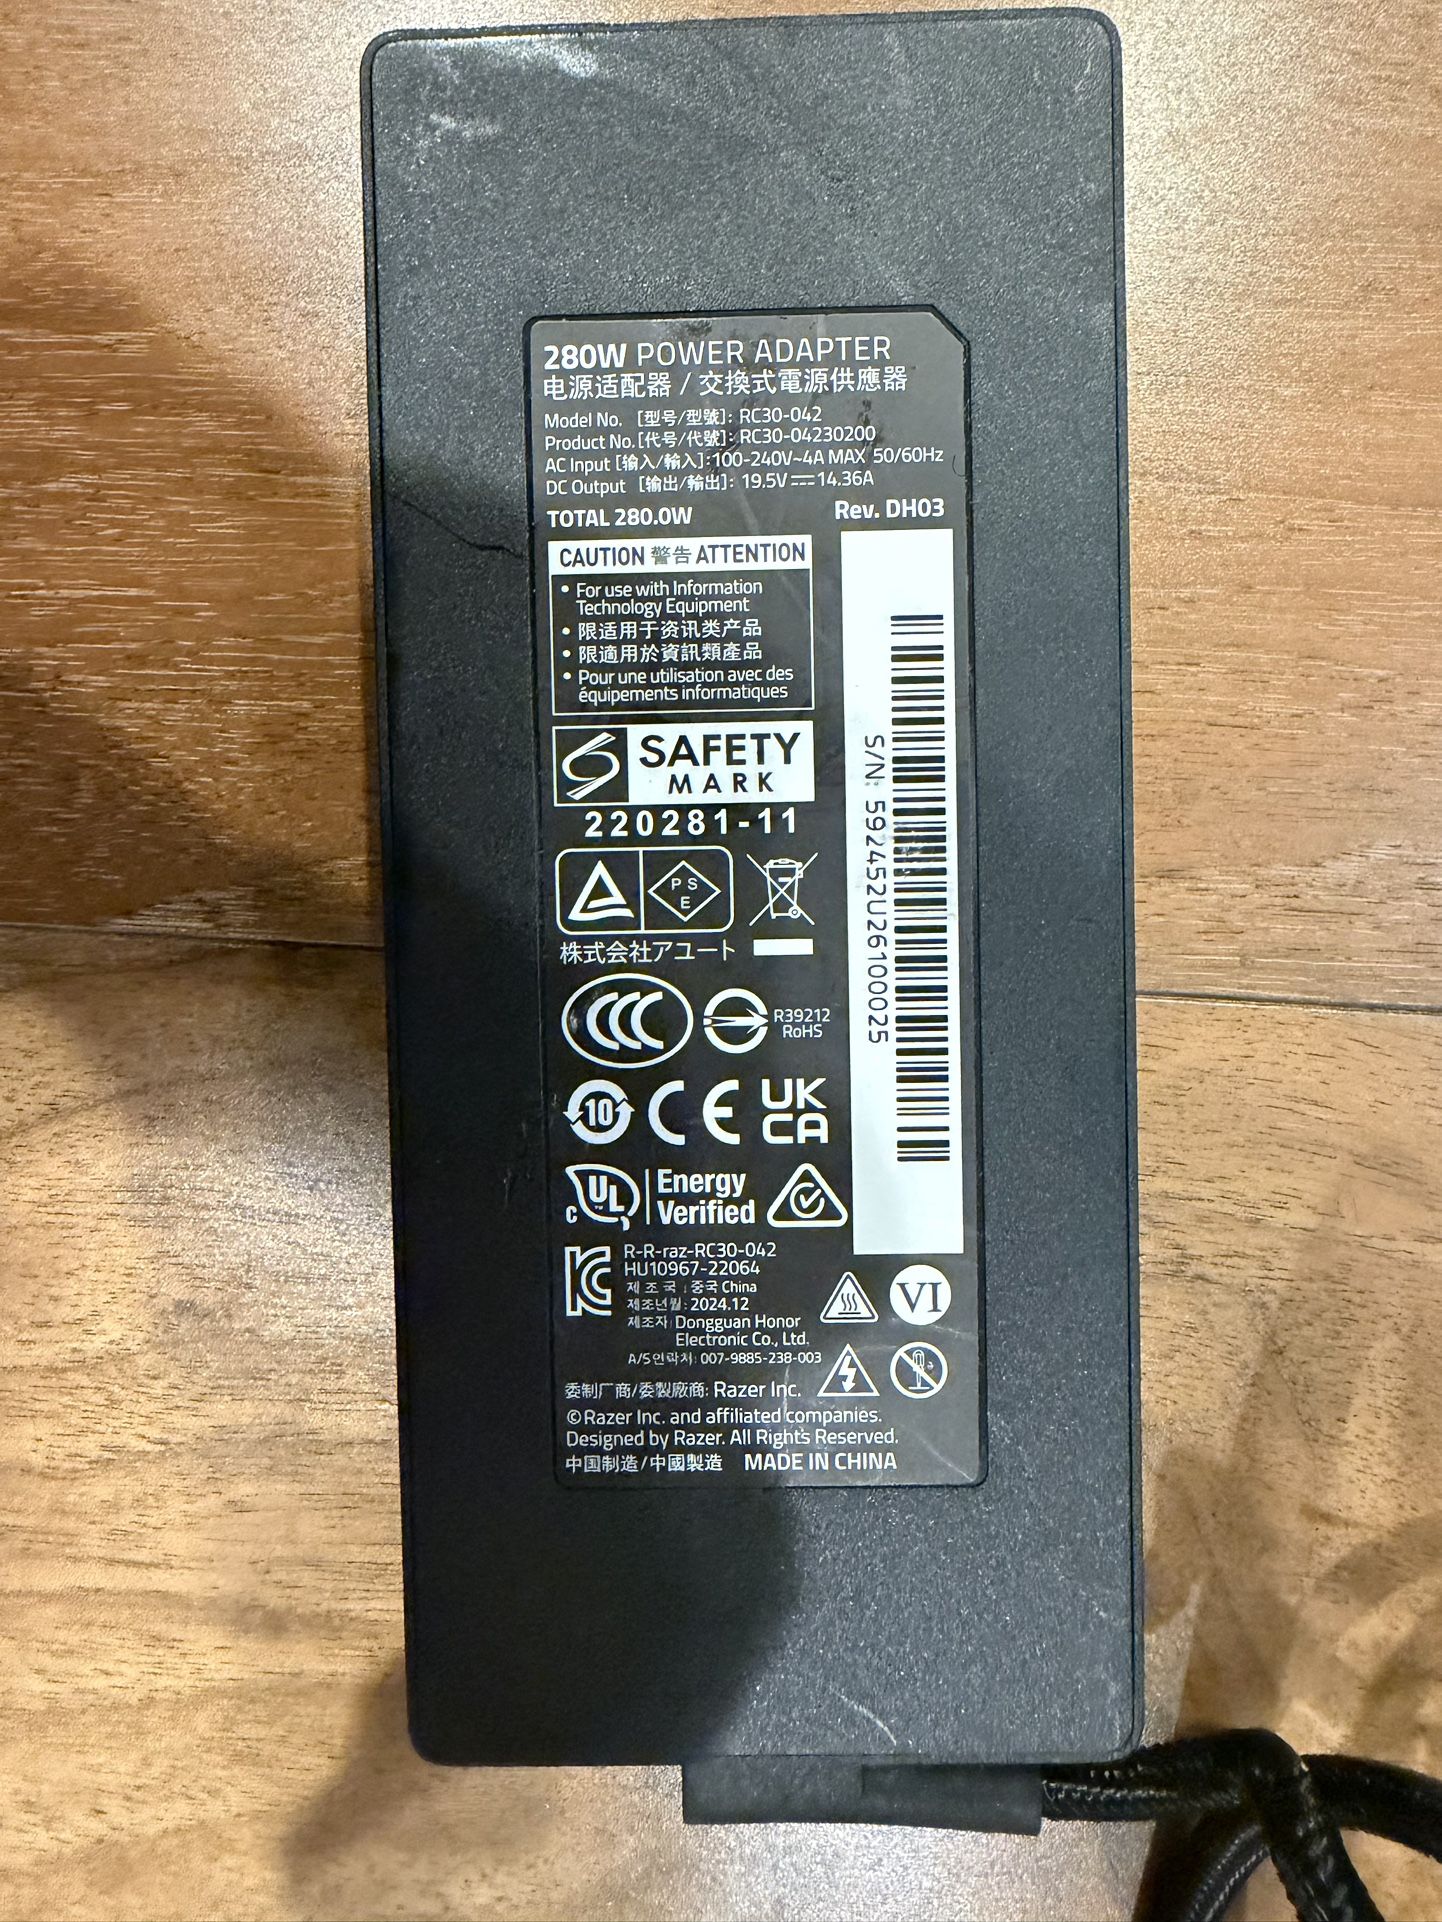 280W POWER ADAPTER
电源适配器 / 交換式電源供應器
Model No. [型号/型號]: RC30-042
Product No. [代号/代號]: RC30-04230200
AC Input [输入/輸入]: 100-240V~4A MAX 50/60Hz
DC Output [输出/輸出]: 19.5V⎓14.36A
TOTAL 280.0W
Rev. DH03
CAUTION 警告 ATTENTION
• For use with Information
Technology Equipment
• 限适用于资讯类产品
• 限適用於資訊類產品
• Pour une utilisation avec des
équipements informatiques
SAFETY
MARK
220281-11
PS
E
株式会社アユート
S/N: 592452U26100025
CCC
R39212
RoHS
10
CE
UK
CA
c UL
Energy
Verified
R-R-raz-RC30-042
HU10967-22064
제조국 : 중국 China
제조년월: 2024.12
제조자: Dongguan Honor
Electronic Co., Ltd.
A/S연락처: 007-9885-238-003
VI
委制厂商/委製廠商: Razer Inc.
© Razer Inc. and affiliated companies.
Designed by Razer. All Rights Reserved.
中国制造/中國製造 MADE IN CHINA